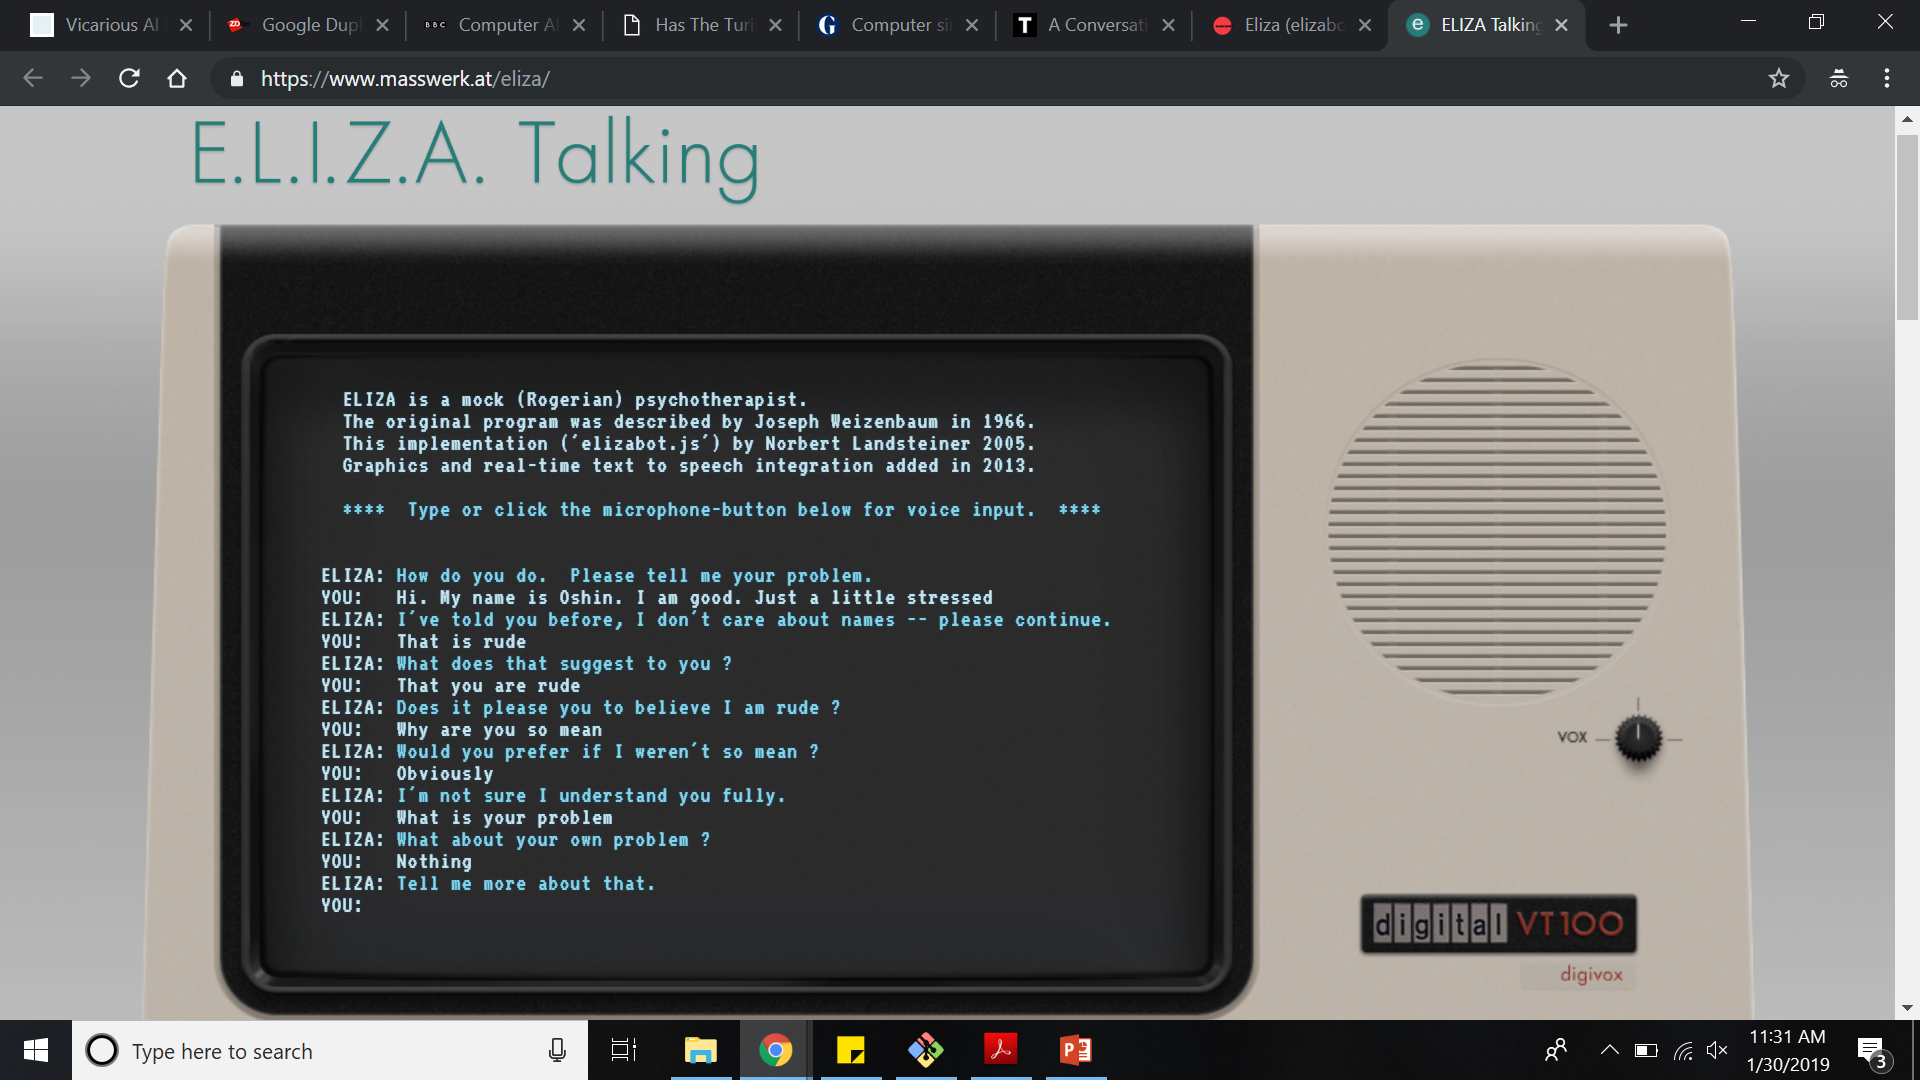 Vicarious AI
Google Dupl
Computer AI
Has The Turi
Computer si
A Conversati
Eliza (elizabo
ELIZA Talking
https://www.masswerk.at/eliza/
E.L.I.Z.A. Talking
ELIZA is a mock (Rogerian) psychotherapist.
The original program was described by Joseph Weizenbaum in 1966.
This implementation (´elizabot.js´) by Norbert Landsteiner 2005.
Graphics and real-time text to speech integration added in 2013.
**** Type or click the microphone-button below for voice input. ****
ELIZA: How do you do. Please tell me your problem.
YOU: Hi. My name is Oshin. I am good. Just a little stressed
ELIZA: I´ve told you before, I don´t care about names -- please continue.
YOU: That is rude
ELIZA: What does that suggest to you ?
YOU: That you are rude
ELIZA: Does it please you to believe I am rude ?
YOU: Why are you so mean
ELIZA: Would you prefer if I weren´t so mean ?
YOU: Obviously
ELIZA: I´m not sure I understand you fully.
YOU: What is your problem
ELIZA: What about your own problem ?
YOU: Nothing
ELIZA: Tell me more about that.
YOU:
VOX
digital VT100
digivox
Type here to search
11:31 AM
1/30/2019
3